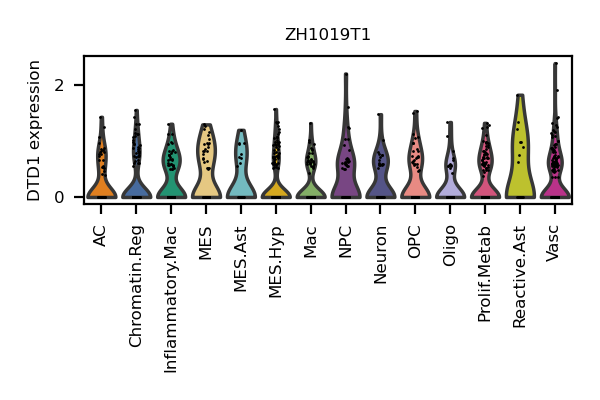 ZH1019T1
DTD1 expression
2
0
AC
Chromatin.Reg
Inflammatory.Mac
MES
MES.Ast
MES.Hyp
Mac
NPC
Neuron
OPC
Oligo
Prolif.Metab
Reactive.Ast
Vasc